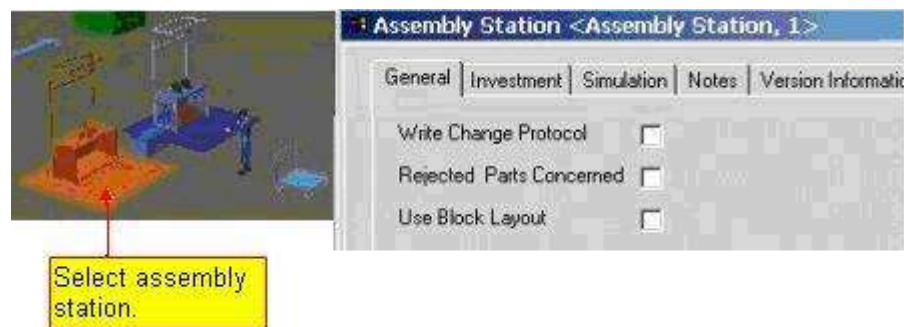 Assembly Station <Assembly Station, 1>
General Investment Simulation Notes Version Informatio
Write Change Protocol
Rejected Parts Concerned
Use Block Layout
Select assembly
station.